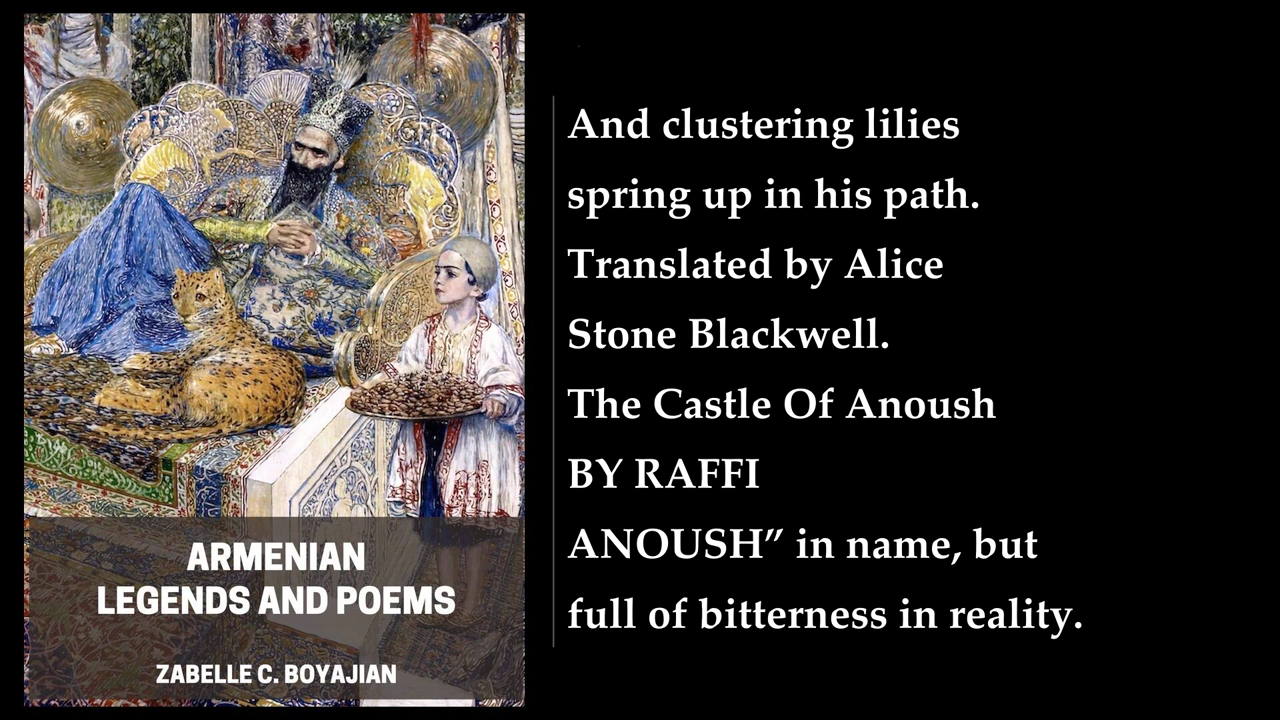 ARMENIAN
LEGENDS AND POEMS
ZABELLE C. BOYAJIAN
And clustering lilies
spring up in his path.
Translated by Alice
Stone Blackwell.
The Castle Of Anoush
BY RAFFI
ANOUSH” in name, but
full of bitterness in reality.